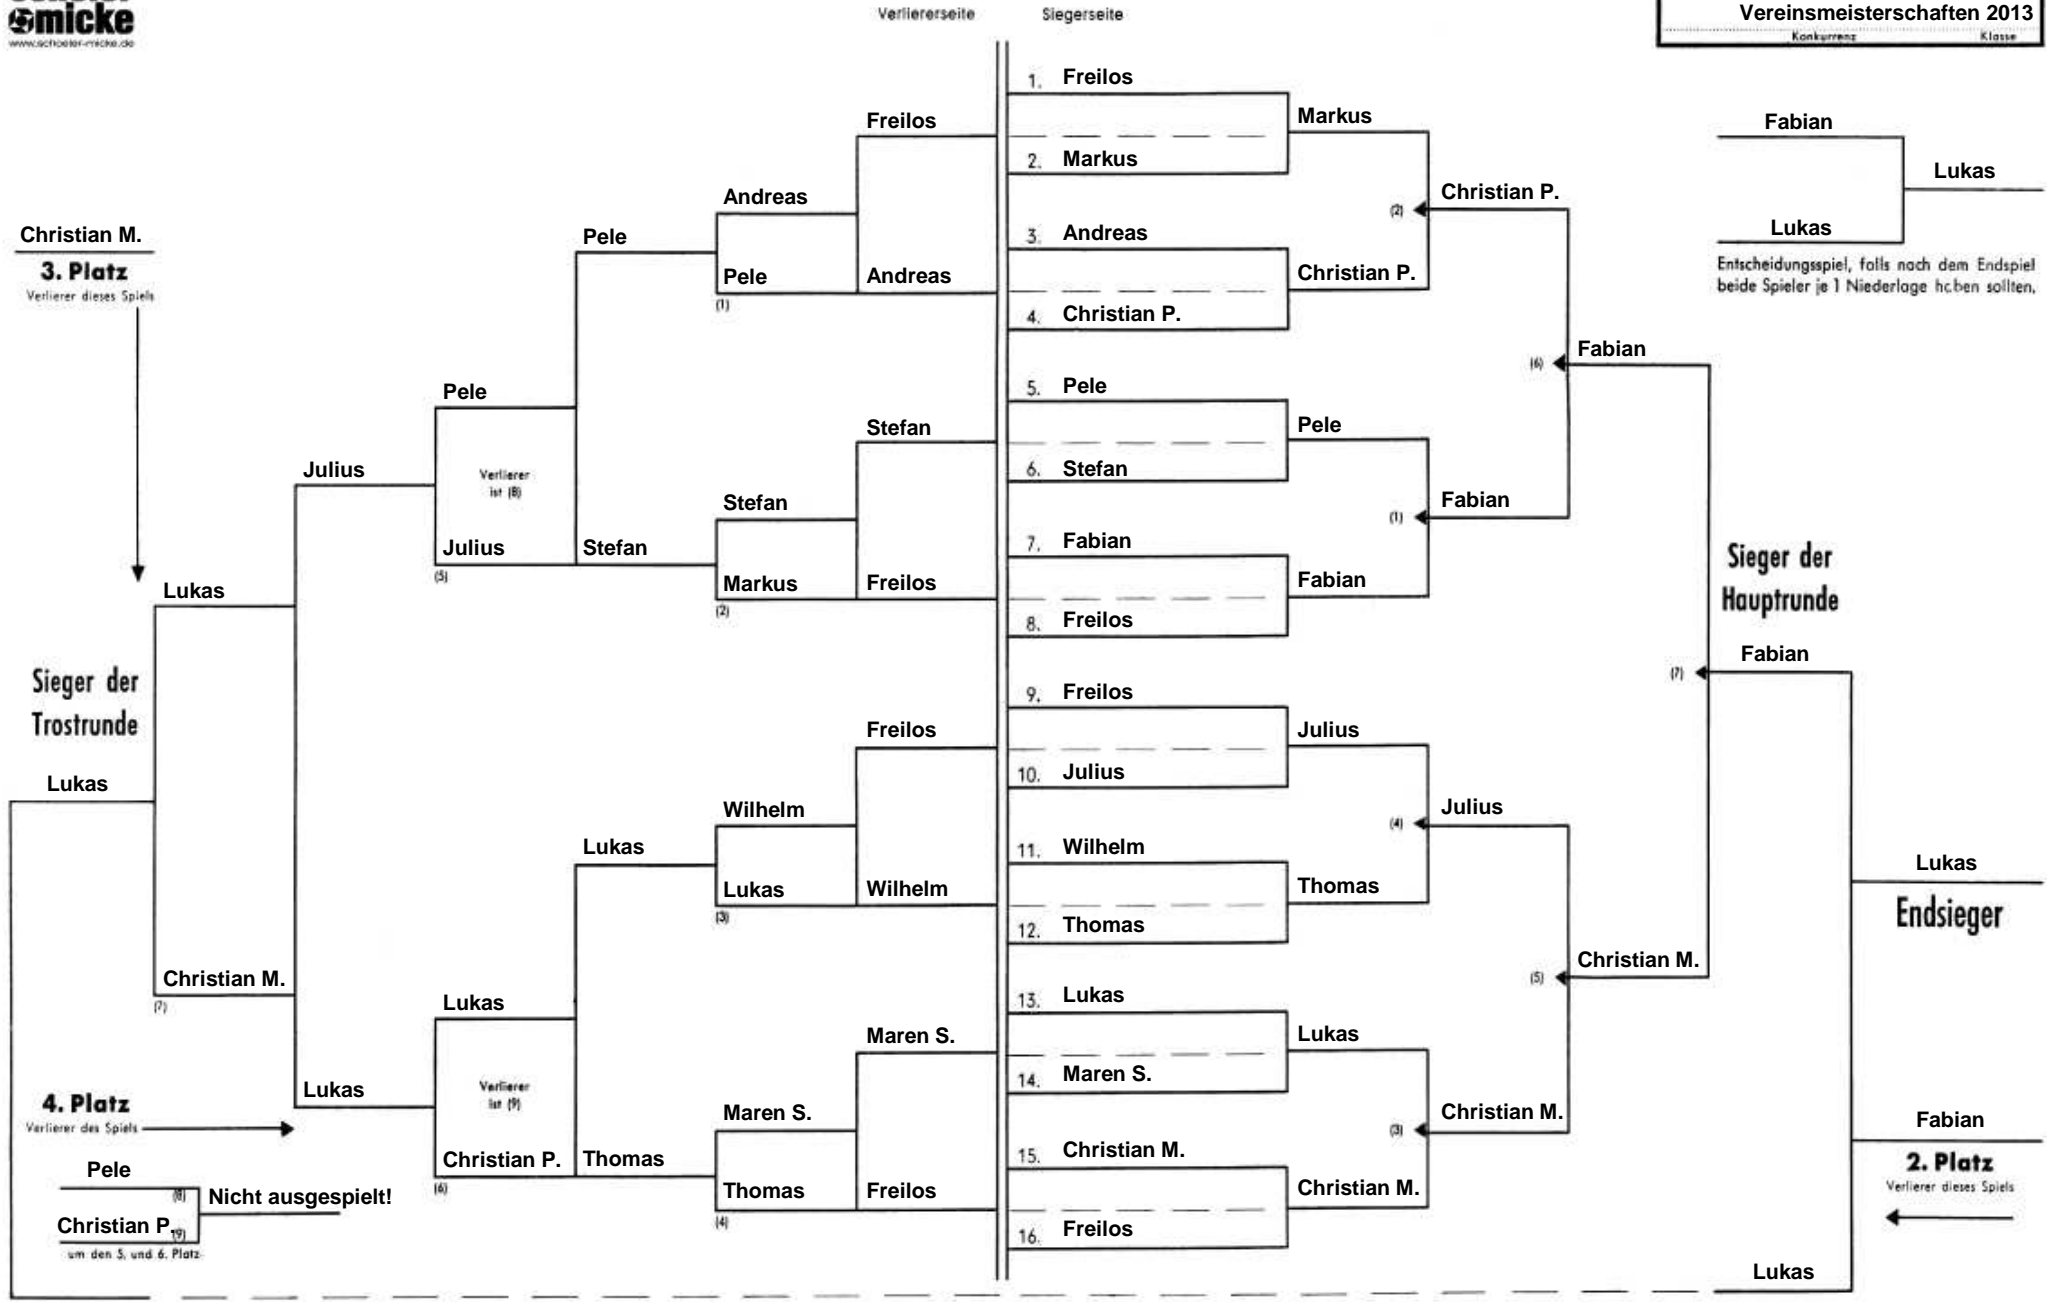 micke
www.schoeler-micke.de
Verliererseite
Siegerseite
Vereinsmeisterschaften 2013
Konkurrenz
Klasse
Christian M.
3. Platz
Verlierer dieses Spiels
Sieger der
Trostrunde
Lukas
Lukas
Christian M.
(7)
4. Platz
Verlierer des Spiels
Pele
(8)
Nicht ausgespielt!
Christian P.
(9)
um den 5. und 6. Platz
Julius
Lukas
Pele
Verlierer
ist (8)
Julius
(5)
Lukas
Verlierer
ist (9)
Christian P.
(6)
Pele
Stefan
Lukas
Thomas
Andreas
Pele
(1)
Stefan
Markus
(2)
Wilhelm
Lukas
(3)
Maren S.
Thomas
(4)
Freilos
Andreas
Stefan
Freilos
Freilos
Wilhelm
Maren S.
Freilos
1. Freilos
2. Markus
3. Andreas
4. Christian P.
5. Pele
6. Stefan
7. Fabian
8. Freilos
9. Freilos
10. Julius
11. Wilhelm
12. Thomas
13. Lukas
14. Maren S.
15. Christian M.
16. Freilos
Markus
Christian P.
Pele
Fabian
Julius
Thomas
Lukas
Christian M.
(2)
Christian P.
(1)
Fabian
(4)
Julius
(3)
Christian M.
(6)
Fabian
(5)
Christian M.
Sieger der
Hauptrunde
(7)
Fabian
Fabian
Lukas
Lukas
Entscheidungsspiel, falls nach dem Endspiel
beide Spieler je 1 Niederlage haben sollten.
Lukas
Endsieger
Fabian
2. Platz
Verlierer dieses Spiels
Lukas